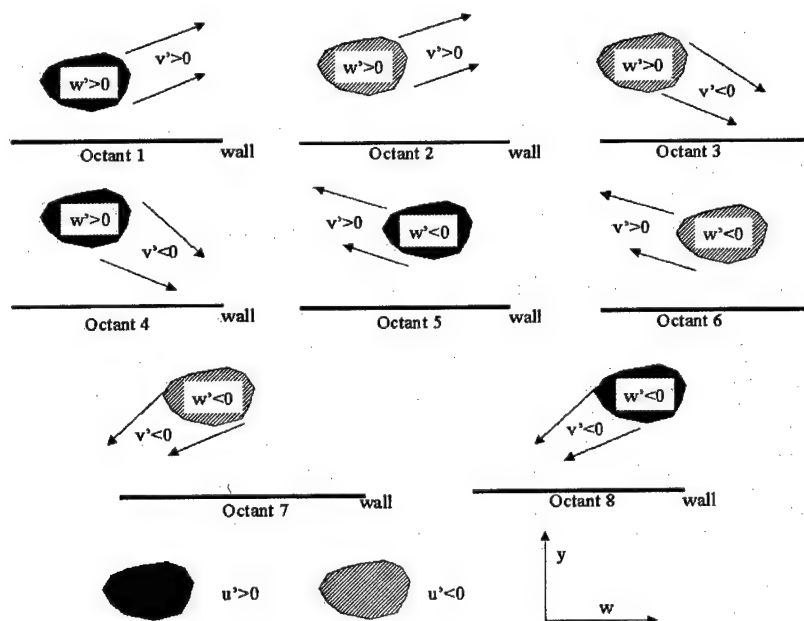 w'>0 v'>0
w'>0 v'>0
w'>0 v'<0
Octant 1 wall
Octant 2 wall
Octant 3
w'>0 v'<0
v'>0 w'<0
v'>0 w'<0
Octant 4 wall
Octant 5 wall
Octant 6
w'<0
v'<0
w'<0
v'<0
Octant 7 wall
Octant 8 wall
u'>0
u'<0
y
w